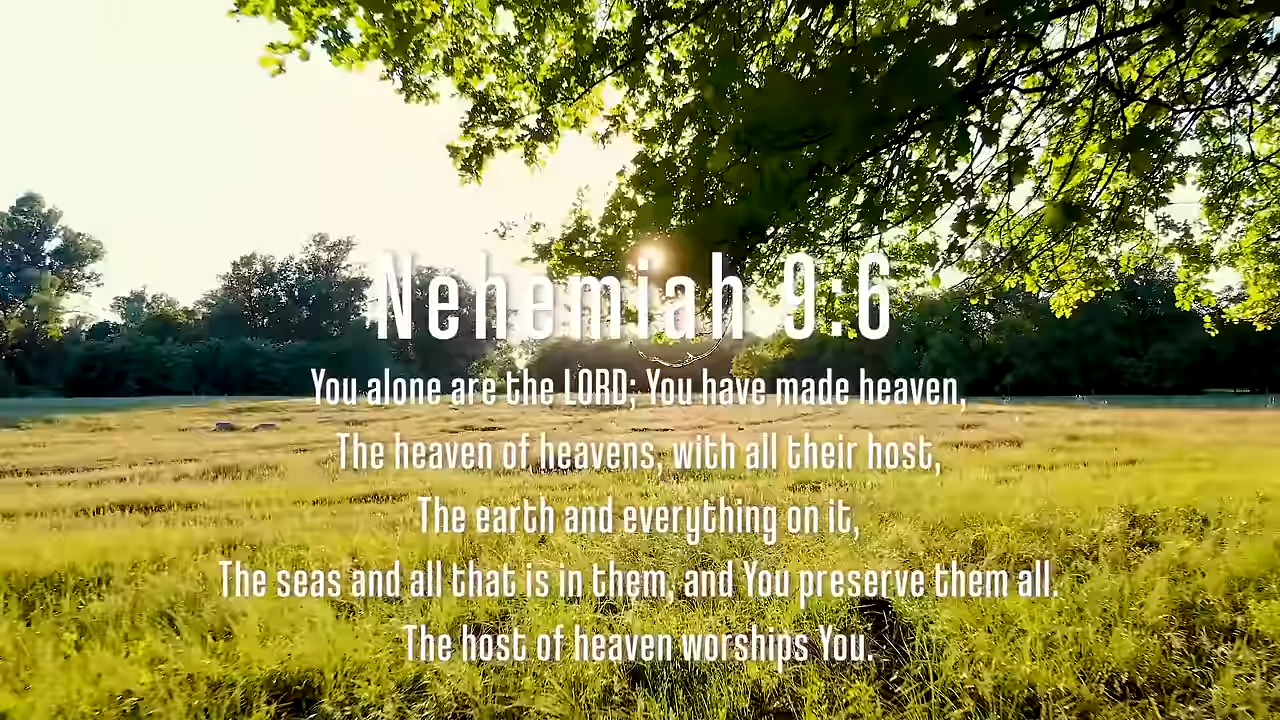 Nehemiah 9:6
You alone are the LORD; You have made heaven,
The heaven of heavens, with all their host,
The earth and everything on it,
The seas and all that is in them, and You preserve them all.
The host of heaven worships You.